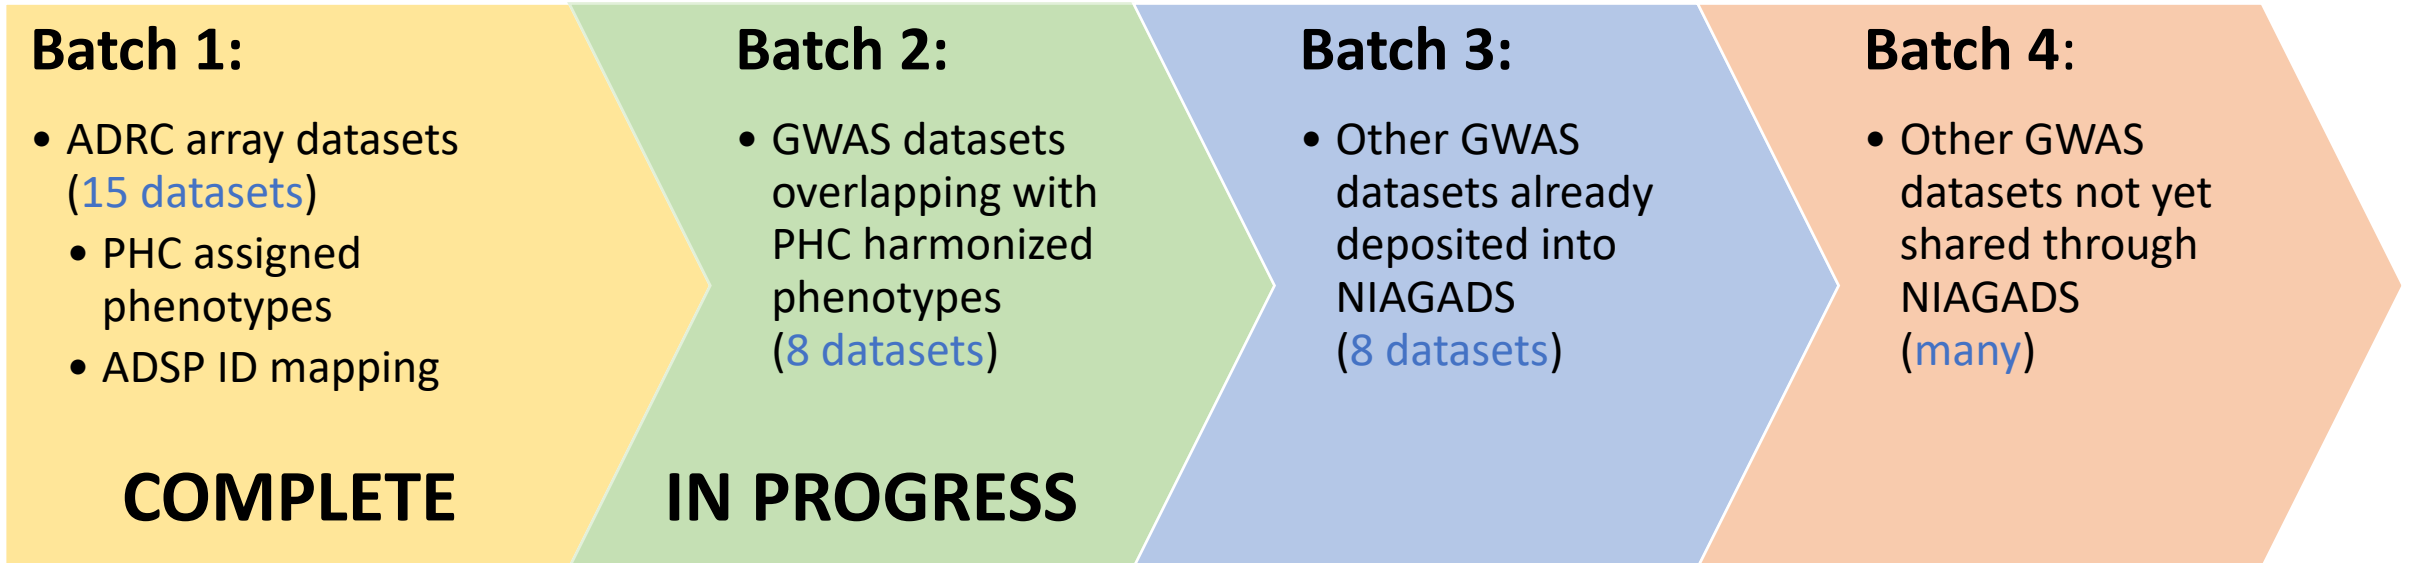 Batch 1:
• ADRC array datasets
(15 datasets)
• PHC assigned
phenotypes
• ADSP ID mapping
COMPLETE
Batch 2:
• GWAS datasets
overlapping with
PHC harmonized
phenotypes
(8 datasets)
IN PROGRESS
Batch 3:
• Other GWAS
datasets already
deposited into
NIAGADS
(8 datasets)
Batch 4:
• Other GWAS
datasets not yet
shared through
NIAGADS
(many)